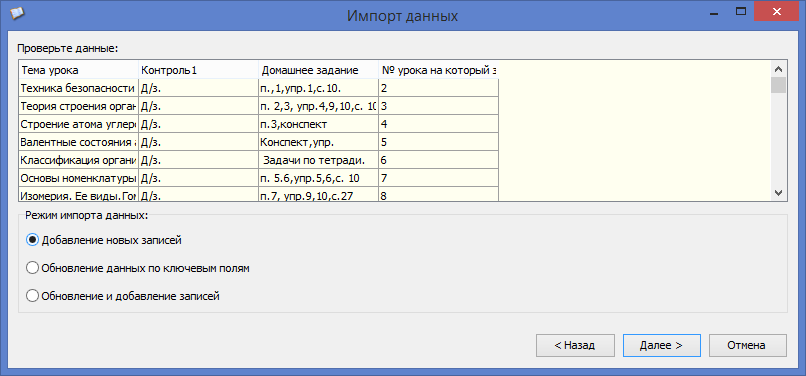 Импорт данных
Проверьте данные:
Тема урока Контроль1 Домашнее задание № урока на который з
Техника безопасности Д/з. п.,1,упр.1,с.10. 2
Теория строения орган Д/з. п. 2,3, упр.4,9,10,с. 10 3
Строение атома углеро Д/з. п.3,конспект 4
Валентные состояния а Д/з. Конспект,упр. 5
Классификация органи Д/з. Задачи по тетради. 6
Основы номенклатуры Д/з. п. 5.6,упр.5,6,с. 10 7
Изомерия. Ее виды.Гом Д/з. п.7, упр.9,10,с.27 8
Режим импорта данных:
Добавление новых записей
Обновление данных по ключевым полям
Обновление и добавление записей
< Назад Далее > Отмена